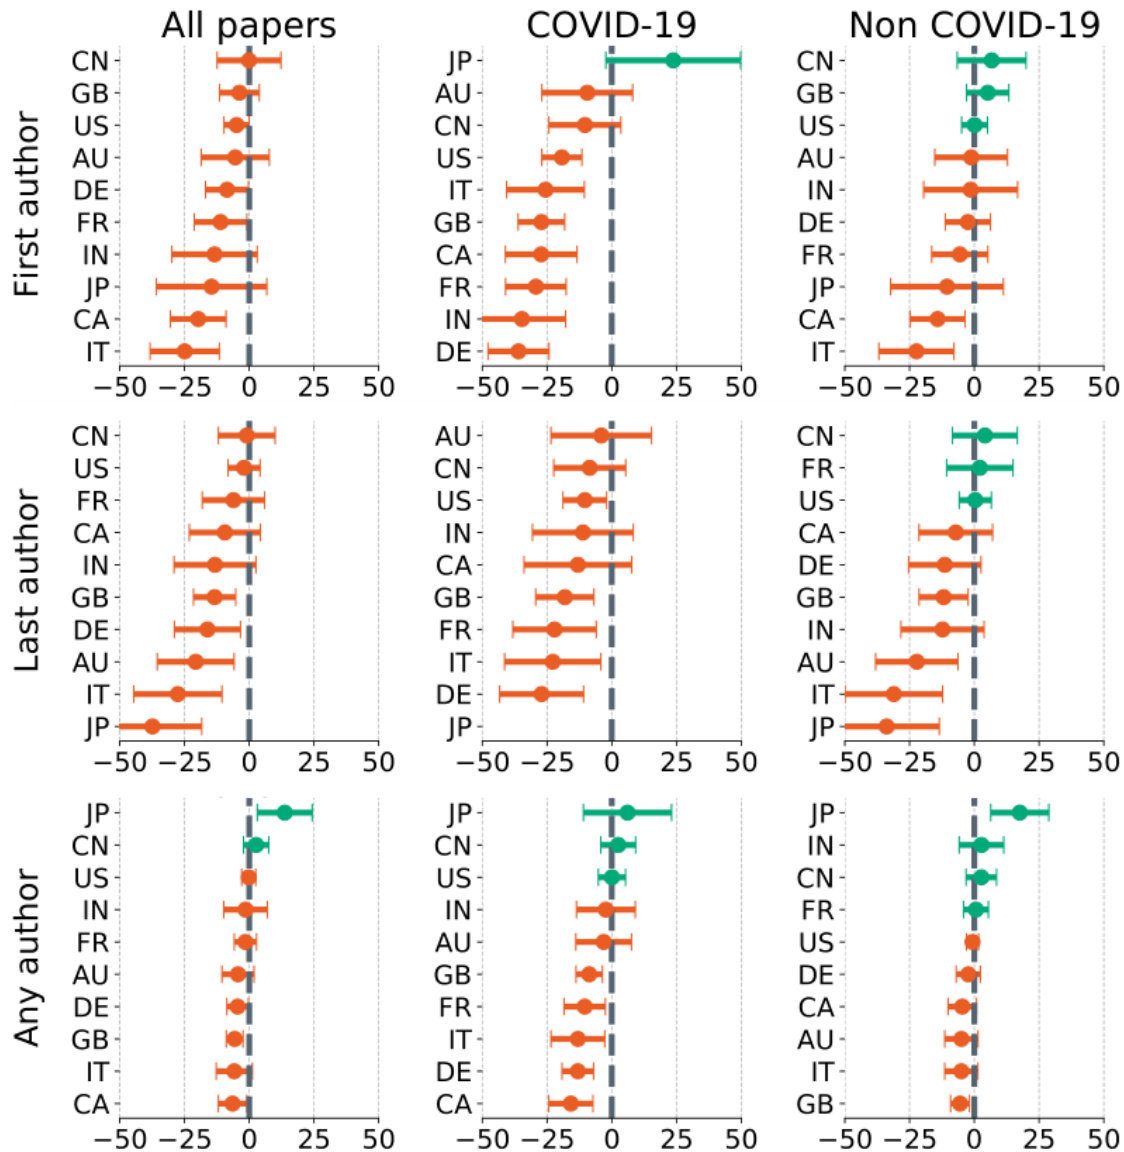 All papers COVID-19 Non COVID-19
First author
CN JP CN
GB AU GB
US CN US
AU US AU
DE IT IN
FR GB DE
IN CA FR
JP FR JP
CA IN CA
IT DE IT
−50 −25 0 25 50 −50 −25 0 25 50 −50 −25 0 25 50
Last author
CN AU CN
US CN FR
FR US US
CA IN CA
IN CA DE
GB GB GB
DE FR IN
AU IT AU
IT DE IT
JP JP JP
−50 −25 0 25 50 −50 −25 0 25 50 −50 −25 0 25 50
Any author
JP JP JP
CN CN IN
US US CN
IN IN FR
FR AU US
AU GB DE
DE FR CA
GB IT AU
IT DE IT
CA CA GB
−50 −25 0 25 50 −50 −25 0 25 50 −50 −25 0 25 50